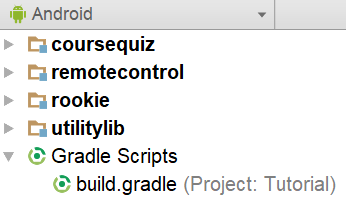 Android
coursequiz
remotecontrol
rookie
utilitylib
Gradle Scripts
build.gradle (Project: Tutorial)